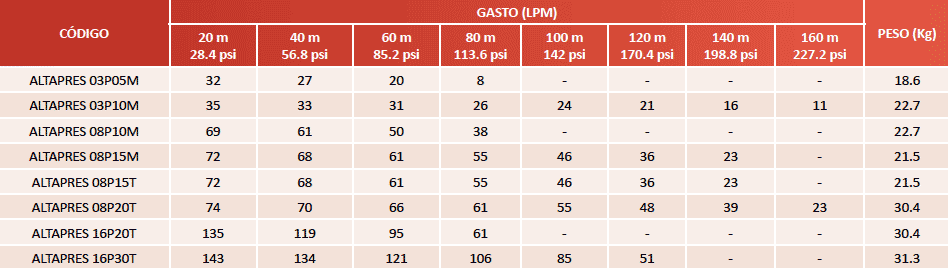 CÓDIGO GASTO (LPM) PESO (Kg)
20 m 40 m 60 m 80 m 100 m 120 m 140 m 160 m
28.4 psi 56.8 psi 85.2 psi 113.6 psi 142 psi 170.4 psi 198.8 psi 227.2 psi
ALTAPRES 03P05M 32 27 20 8 - - - - 18.6
ALTAPRES 03P10M 35 33 31 26 24 21 16 11 22.7
ALTAPRES 08P10M 69 61 50 38 - - - - 22.7
ALTAPRES 08P15M 72 68 61 55 46 36 23 - 21.5
ALTAPRES 08P15T 72 68 61 55 46 36 23 - 21.5
ALTAPRES 08P20T 74 70 66 61 55 48 39 23 30.4
ALTAPRES 16P20T 135 119 95 61 - - - - 30.4
ALTAPRES 16P30T 143 134 121 106 85 51 - - 31.3